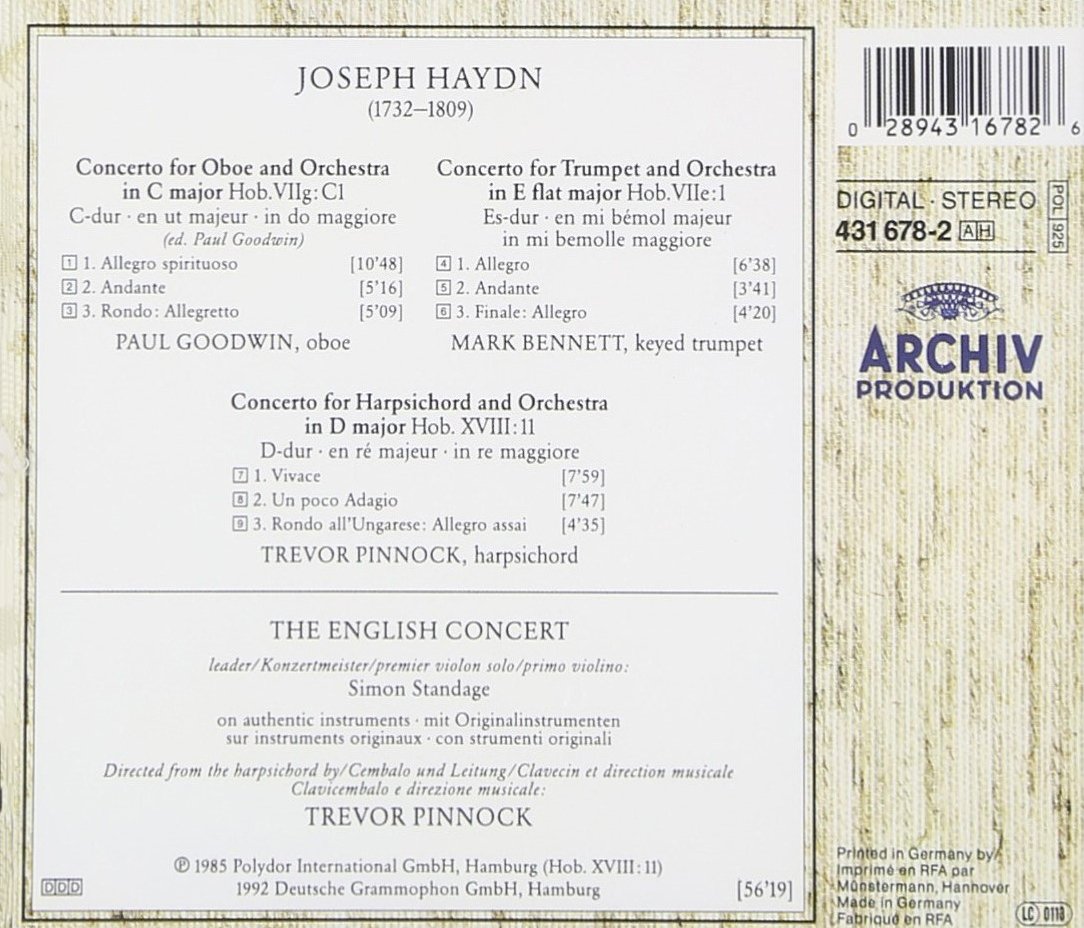 JOSEPH HAYDN
(1732–1809)
Concerto for Oboe and Orchestra
in C major Hob.VIIg:C1
C-dur · en ut majeur · in do maggiore
(ed. Paul Goodwin)
1 1. Allegro spirituoso [10'48]
2 2. Andante [5'16]
3 3. Rondo: Allegretto [5'09]
PAUL GOODWIN, oboe
Concerto for Trumpet and Orchestra
in E flat major Hob.VIIe:1
Es-dur · en mi bémol majeur
in mi bemolle maggiore
4 1. Allegro [6'38]
5 2. Andante [3'41]
6 3. Finale: Allegro [4'20]
MARK BENNETT, keyed trumpet
Concerto for Harpsichord and Orchestra
in D major Hob. XVIII:11
D-dur · en ré majeur · in re maggiore
7 1. Vivace [7'59]
8 2. Un poco Adagio [7'47]
9 3. Rondo all'Ungarese: Allegro assai [4'35]
TREVOR PINNOCK, harpsichord
THE ENGLISH CONCERT
leader/Konzertmeister/premier violon solo/primo violino:
Simon Standage
on authentic instruments · mit Originalinstrumenten
sur instruments originaux · con strumenti originali
Directed from the harpsichord by/Cembalo und Leitung/Clavecin et direction musicale
Clavicembalo e direzione musicale:
TREVOR PINNOCK
℗ 1985 Polydor International GmbH, Hamburg (Hob. XVIII:11)
1992 Deutsche Grammophon GmbH, Hamburg
DDD
[56'19]
0 28943 16782 6
DIGITAL · STEREO
431 678-2 AH
POL 925
ARCHIV
PRODUKTION
Printed in Germany by/
Imprimé en RFA par
Münstermann, Hannover
Made in Germany
Fabriqué en RFA
LC 0113